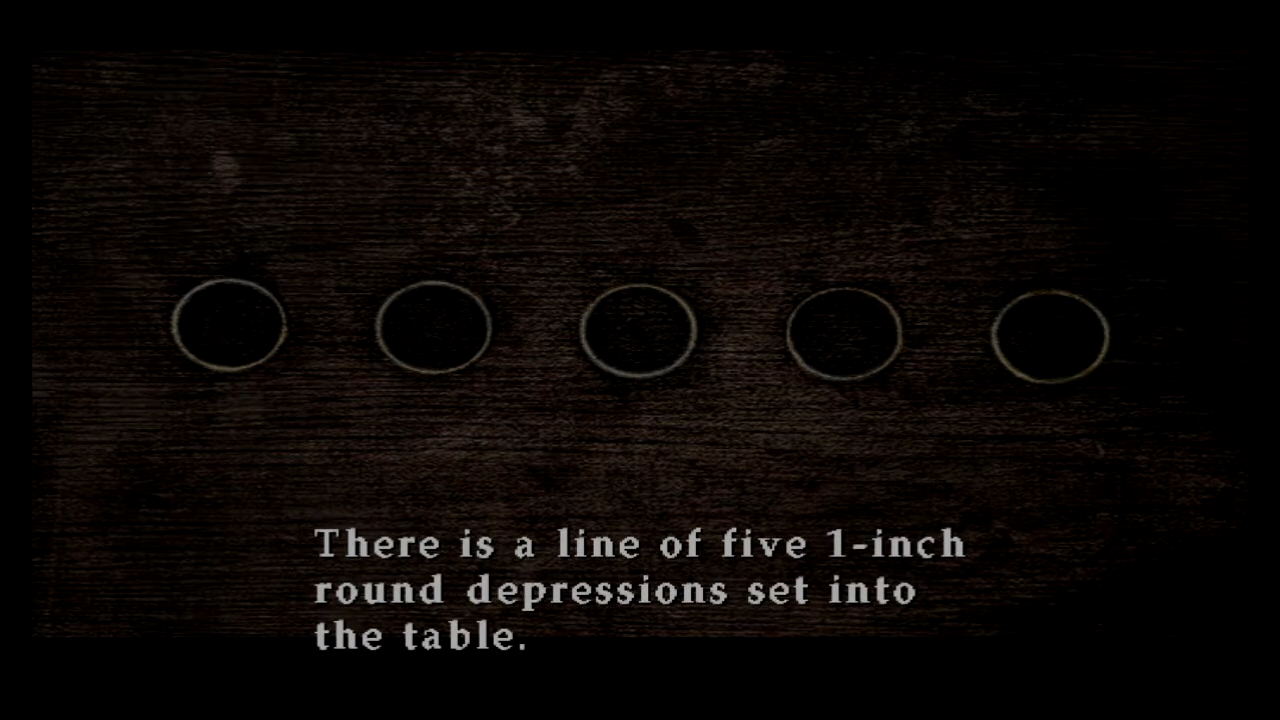 There is a line of five 1-inch
round depressions set into
the table.